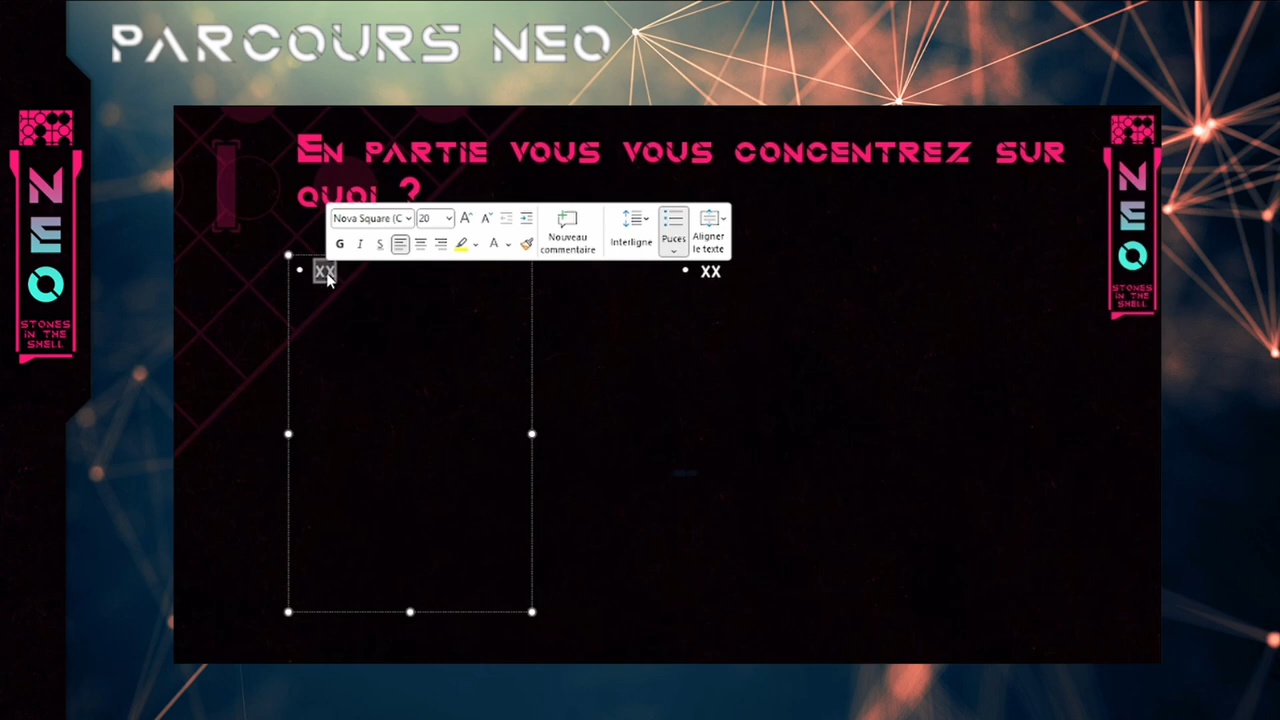 PARCOURS NEO
NEO
STONES
IN THE
SHELL
En partie vous vous concentrez sur
quoi ?
Nova Square (C
20
A A
Nouveau
commentaire
Interligne
Puces
Aligner
le texte
G I S
A
• XX
• XX
NEO
STONES
IN THE
SHELL